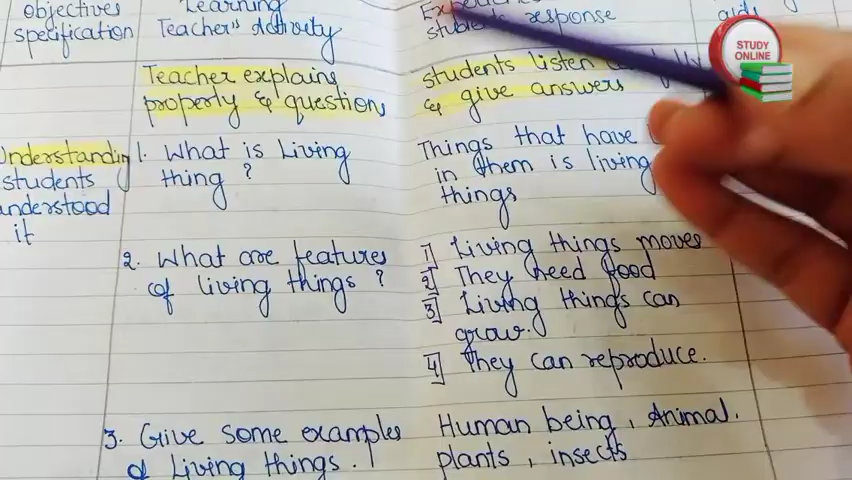 objectives
specification
Learning
Teacher's Activity
students response
aids
STUDY
ONLINE
Teacher explains
property & question
students listen
& give answers
Understanding
students
understood
it
1. What is Living
thing ?
Things that have
in them is living
things
2. What are features
of living things ?
1] Living things moves
2] They need food
3] Living things can
grow.
4] They can reproduce.
3. Give some examples
of Living things.
Human being, Animal.
plants, insects